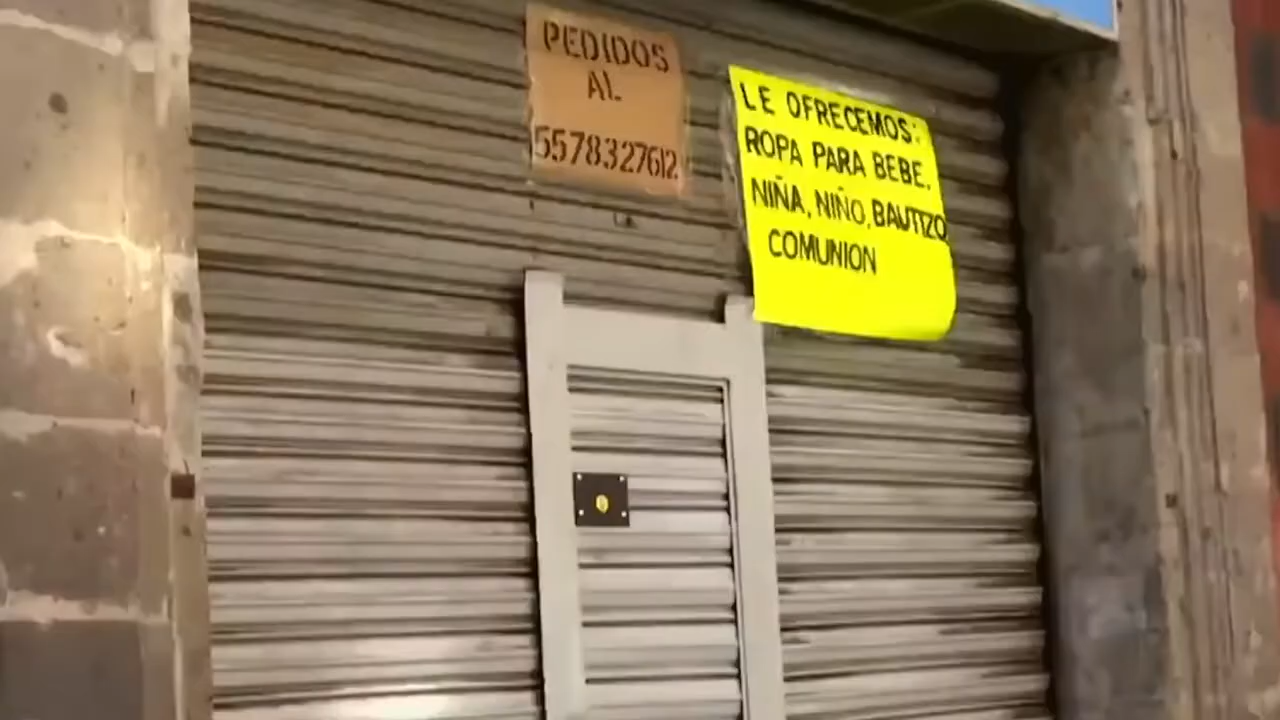 PEDIDOS
AL
5578327612
LE OFRECEMOS:
ROPA PARA BEBE.
NIÑA, NIÑO, BAUTIZO
COMUNION